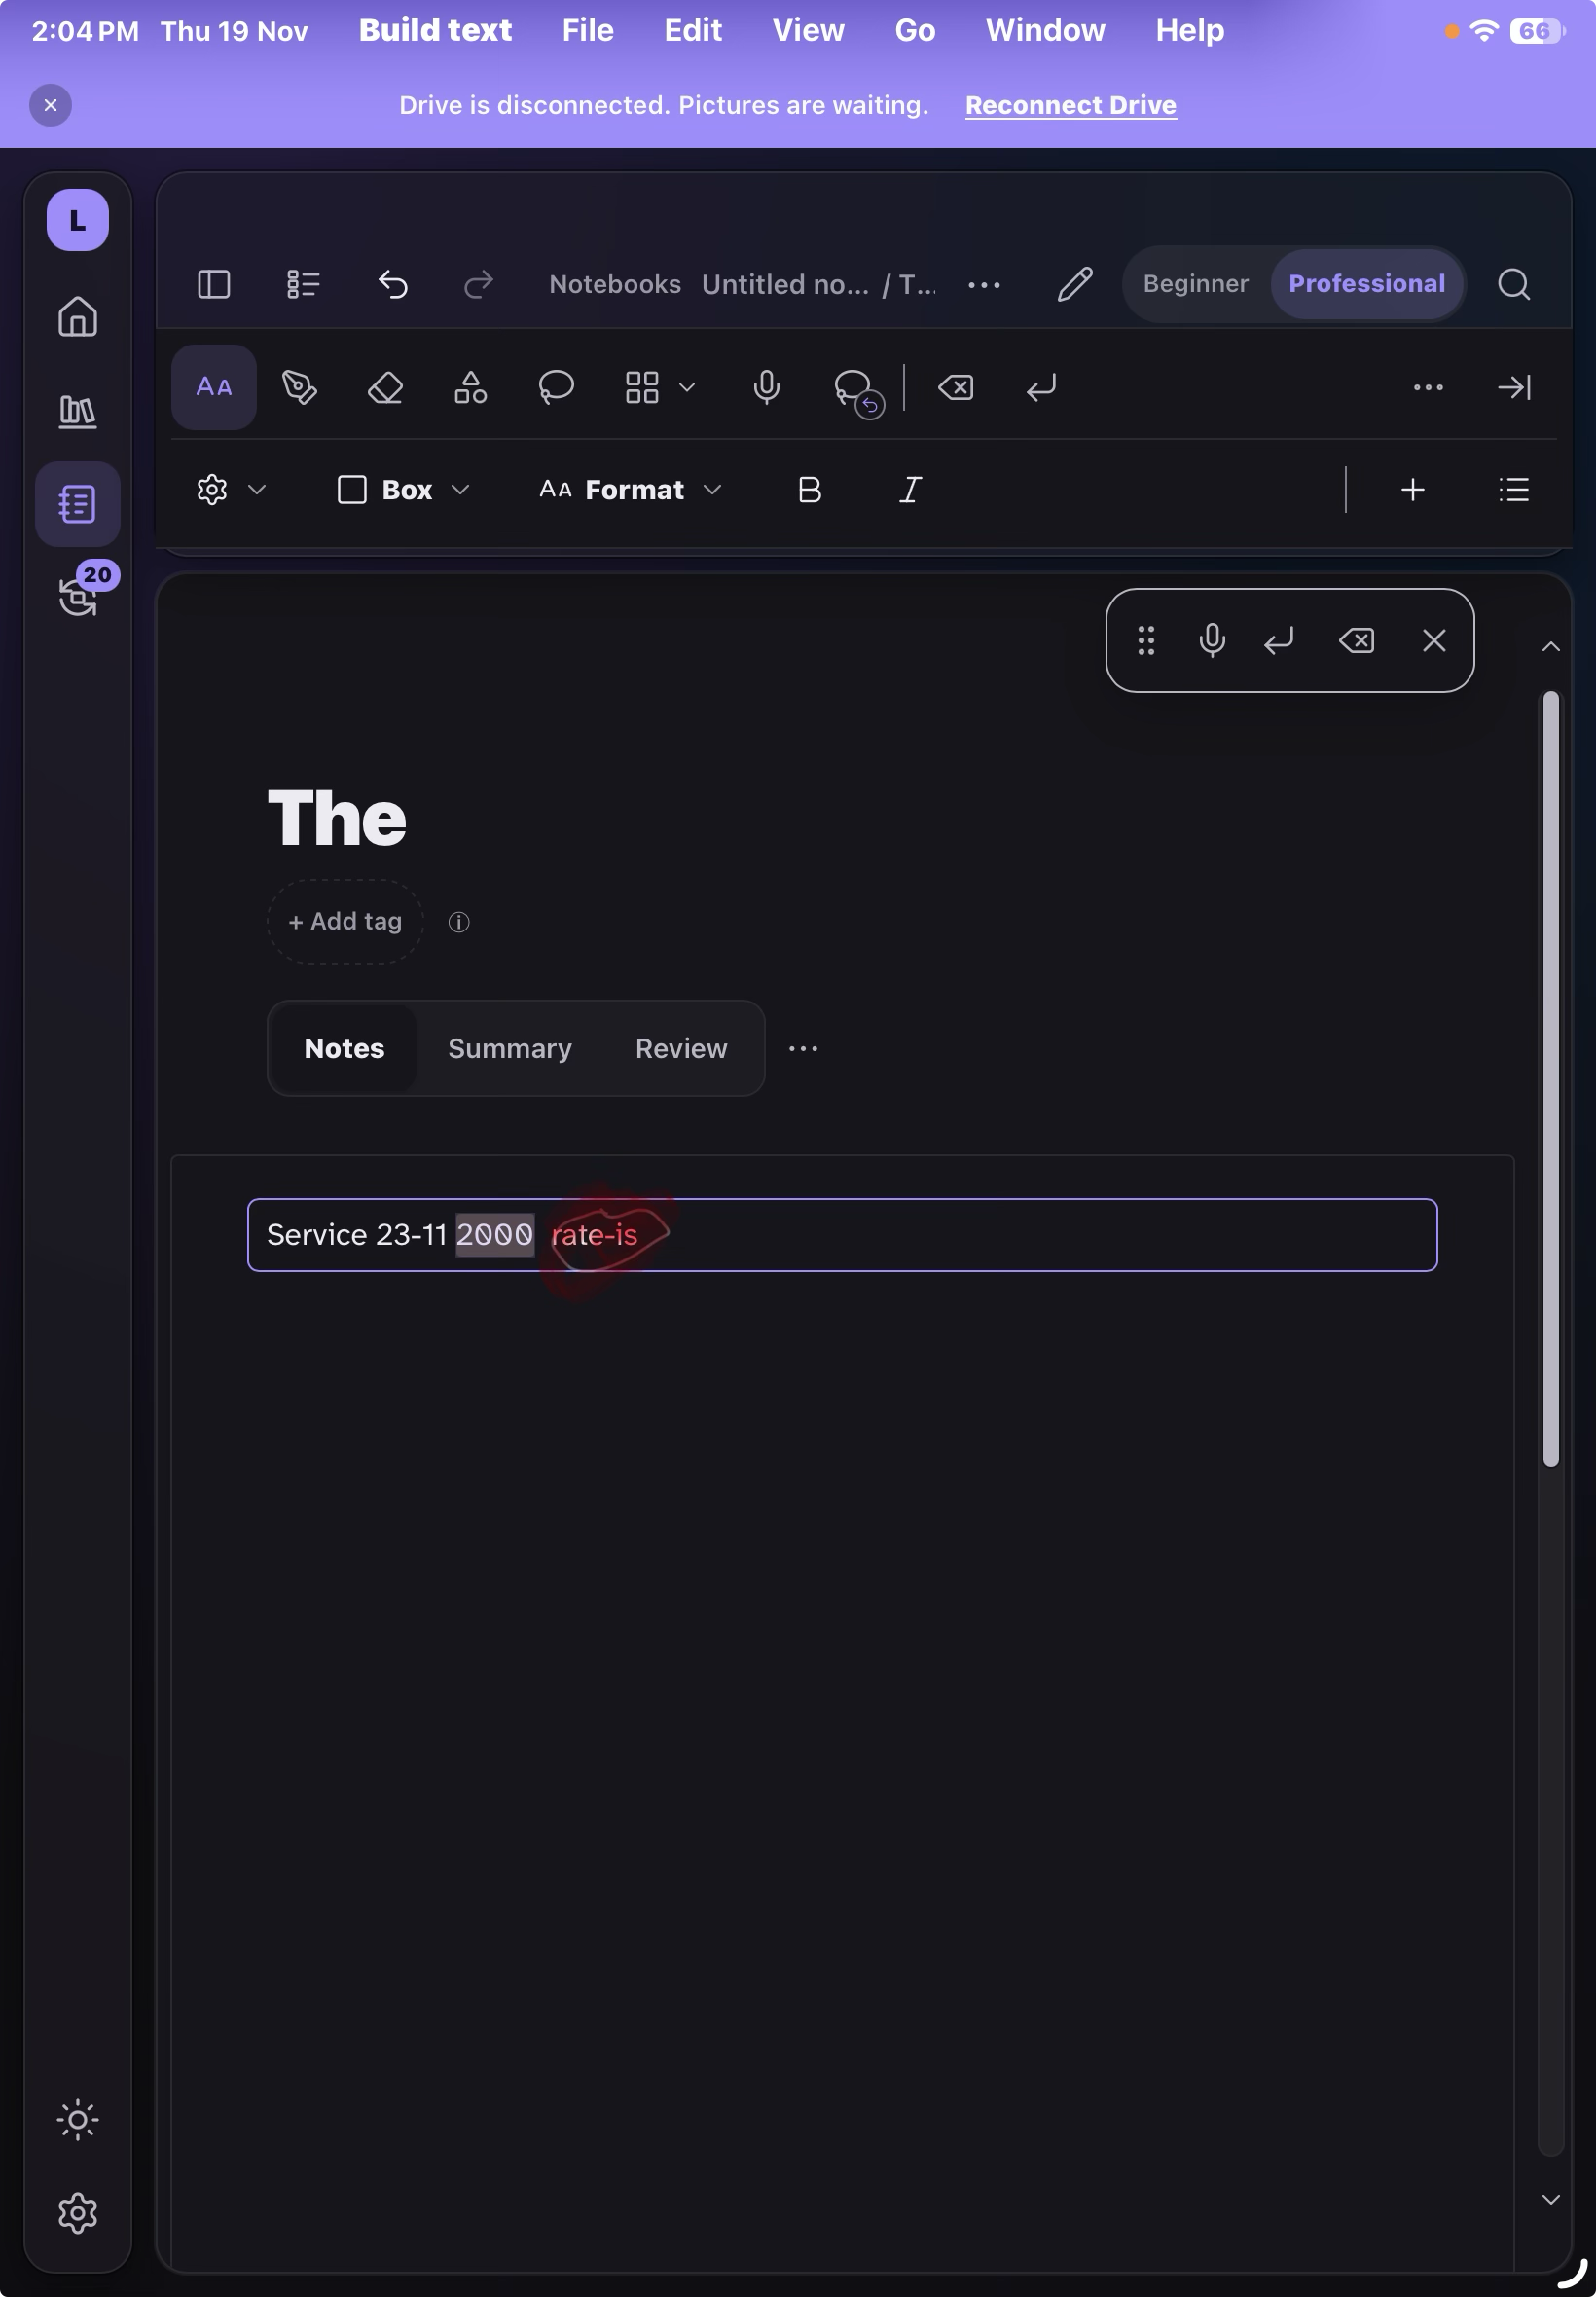 2:04 PM Thu 19 Nov Build text File Edit View Go Window Help 66
Drive is disconnected. Pictures are waiting. Reconnect Drive
L
Notebooks Untitled no... / T... Beginner Professional
AA
Box AA Format B I
20
The
+ Add tag
Notes Summary Review
Service 23-11 2000 rate-is